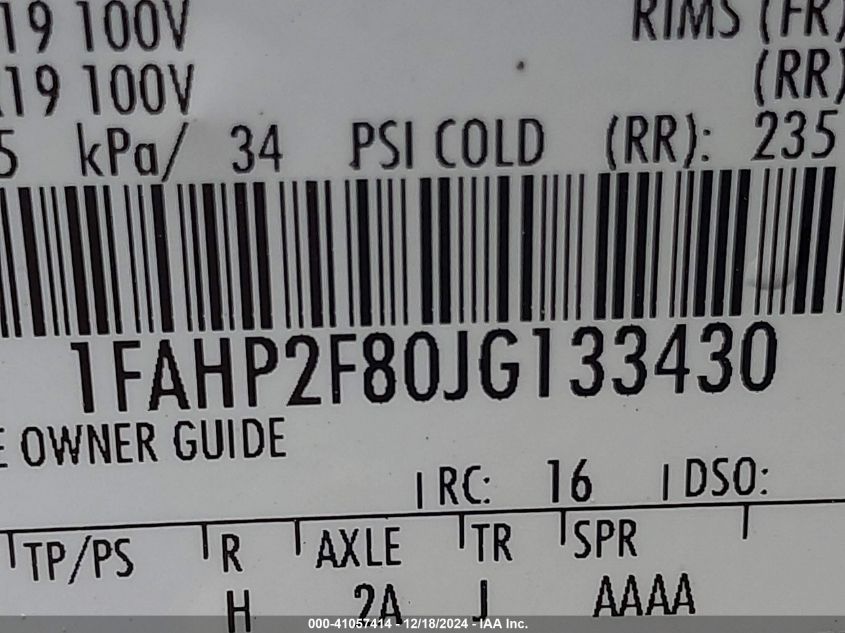 19 100V RIMS (FR)
19 100V (RR)
5 kPa/ 34 PSI COLD (RR): 235
1FAHP2F80JG133430
E OWNER GUIDE
RC: 16 DSO:
TP/PS R AXLE TR SPR
H 2A J AAAA
000-41057414 - 12/18/2024 - IAA Inc.